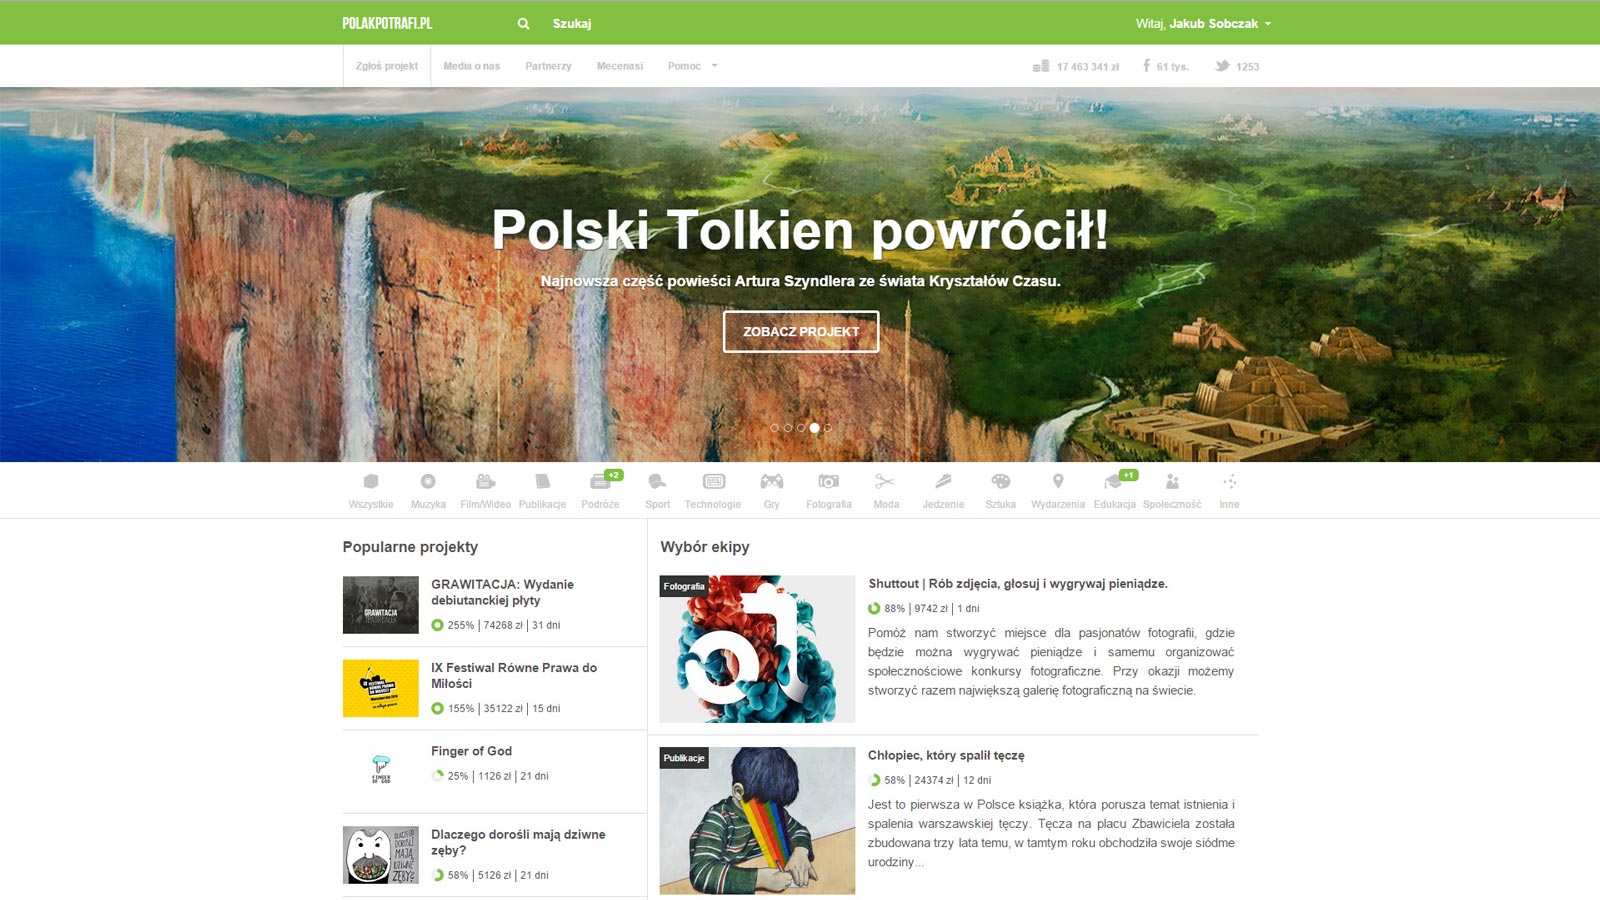 POLAKPOTRAFI.PL
Szukaj
Witaj, Jakub Sobczak
Zgłoś projekt
Media o nas
Partnerzy
Mecenasi
Pomoc
17 463 341 zł
61 tys.
1253
Polski Tolkien powrócił!
Najnowsza część powieści Artura Szyndlera ze świata Kryształów Czasu.
ZOBACZ PROJEKT
+2
+1
Wszystkie
Muzyka
Film/Wideo
Publikacje
Podróże
Sport
Technologie
Gry
Fotografia
Moda
Jedzenie
Sztuka
Wydarzenia
Edukacja
Społeczność
Inne
Popularne projekty
GRAWITACJA
GRAWITACJA: Wydanie
debiutanckiej płyty
255% | 74268 zł | 31 dni
IX Festiwal Równe Prawa do
Miłości
155% | 35122 zł | 15 dni
FINGER
OF GOD
Finger of God
25% | 1126 zł | 21 dni
DLACZEGO
DOROŚLI
MAJĄ
DZIWNE
ZĘBY?
Dlaczego dorośli mają dziwne
zęby?
58% | 5126 zł | 21 dni
Wybór ekipy
Fotografia
Shuttout | Rób zdjęcia, głosuj i wygrywaj pieniądze.
88% | 9742 zł | 1 dni
Pomóż nam stworzyć miejsce dla pasjonatów fotografii, gdzie
będzie można wygrywać pieniądze i samemu organizować
społecznościowe konkursy fotograficzne. Przy okazji możemy
stworzyć razem największą galerię fotograficzną na świecie.
Publikacje
Chłopiec, który spalił tęczę
58% | 24374 zł | 12 dni
Jest to pierwsza w Polsce książka, która porusza temat istnienia i
spalenia warszawskiej tęczy. Tęcza na placu Zbawiciela została
zbudowana trzy lata temu, w tamtym roku obchodziła swoje siódme
urodziny...